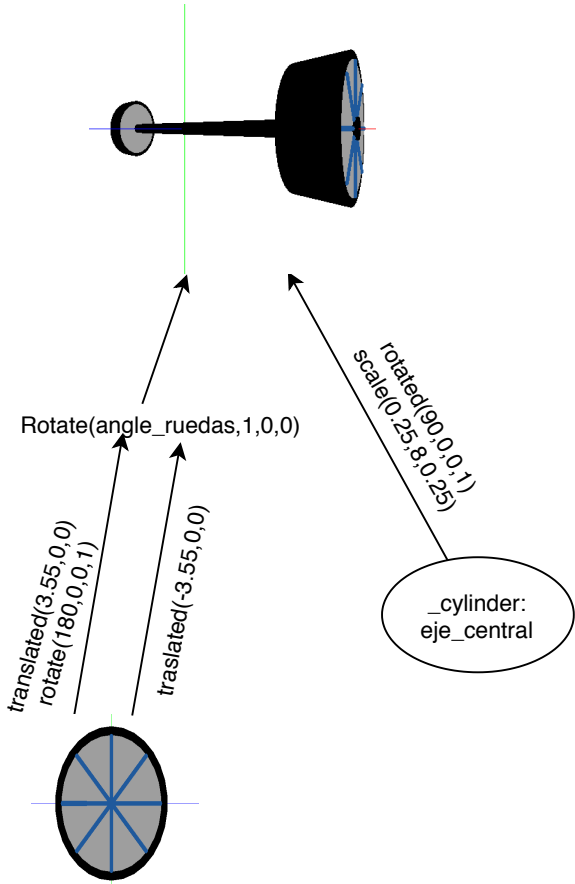 rotated(90,0,0,1)
scale(0.25,8,0.25)
Rotate(angle_ruedas,1,0,0)
translated(3.55,0,0)
rotate(180,0,0,1)
traslated(-3.55,0,0)
_cylinder:
eje_central